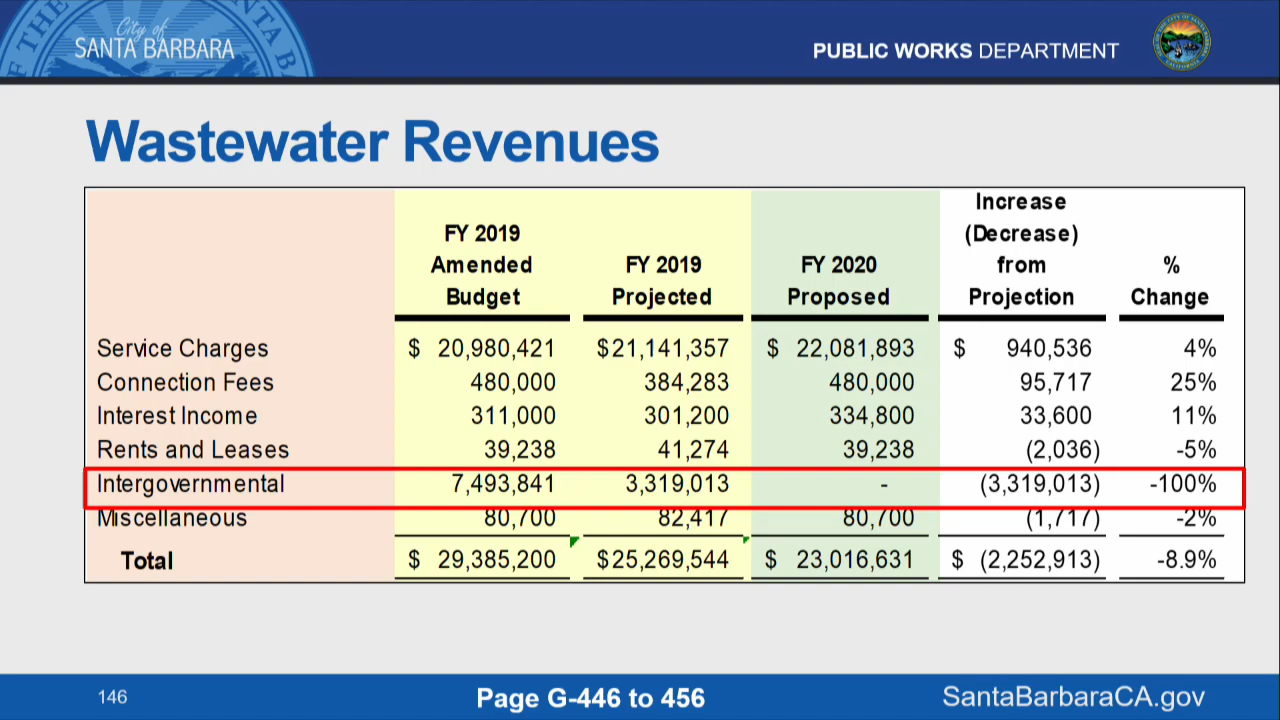 City of
SANTA BARBARA
PUBLIC WORKS DEPARTMENT
Wastewater Revenues
FY 2019 Amended Budget FY 2019 Projected FY 2020 Proposed Increase (Decrease) from Projection % Change
Service Charges $ 20,980,421 $21,141,357 $ 22,081,893 $ 940,536 4%
Connection Fees 480,000 384,283 480,000 95,717 25%
Interest Income 311,000 301,200 334,800 33,600 11%
Rents and Leases 39,238 41,274 39,238 (2,036) -5%
Intergovernmental 7,493,841 3,319,013 - (3,319,013) -100%
Miscellaneous 80,700 82,417 80,700 (1,717) -2%
Total $ 29,385,200 $25,269,544 $ 23,016,631 $ (2,252,913) -8.9%
146 Page G-446 to 456 SantaBarbaraCA.gov